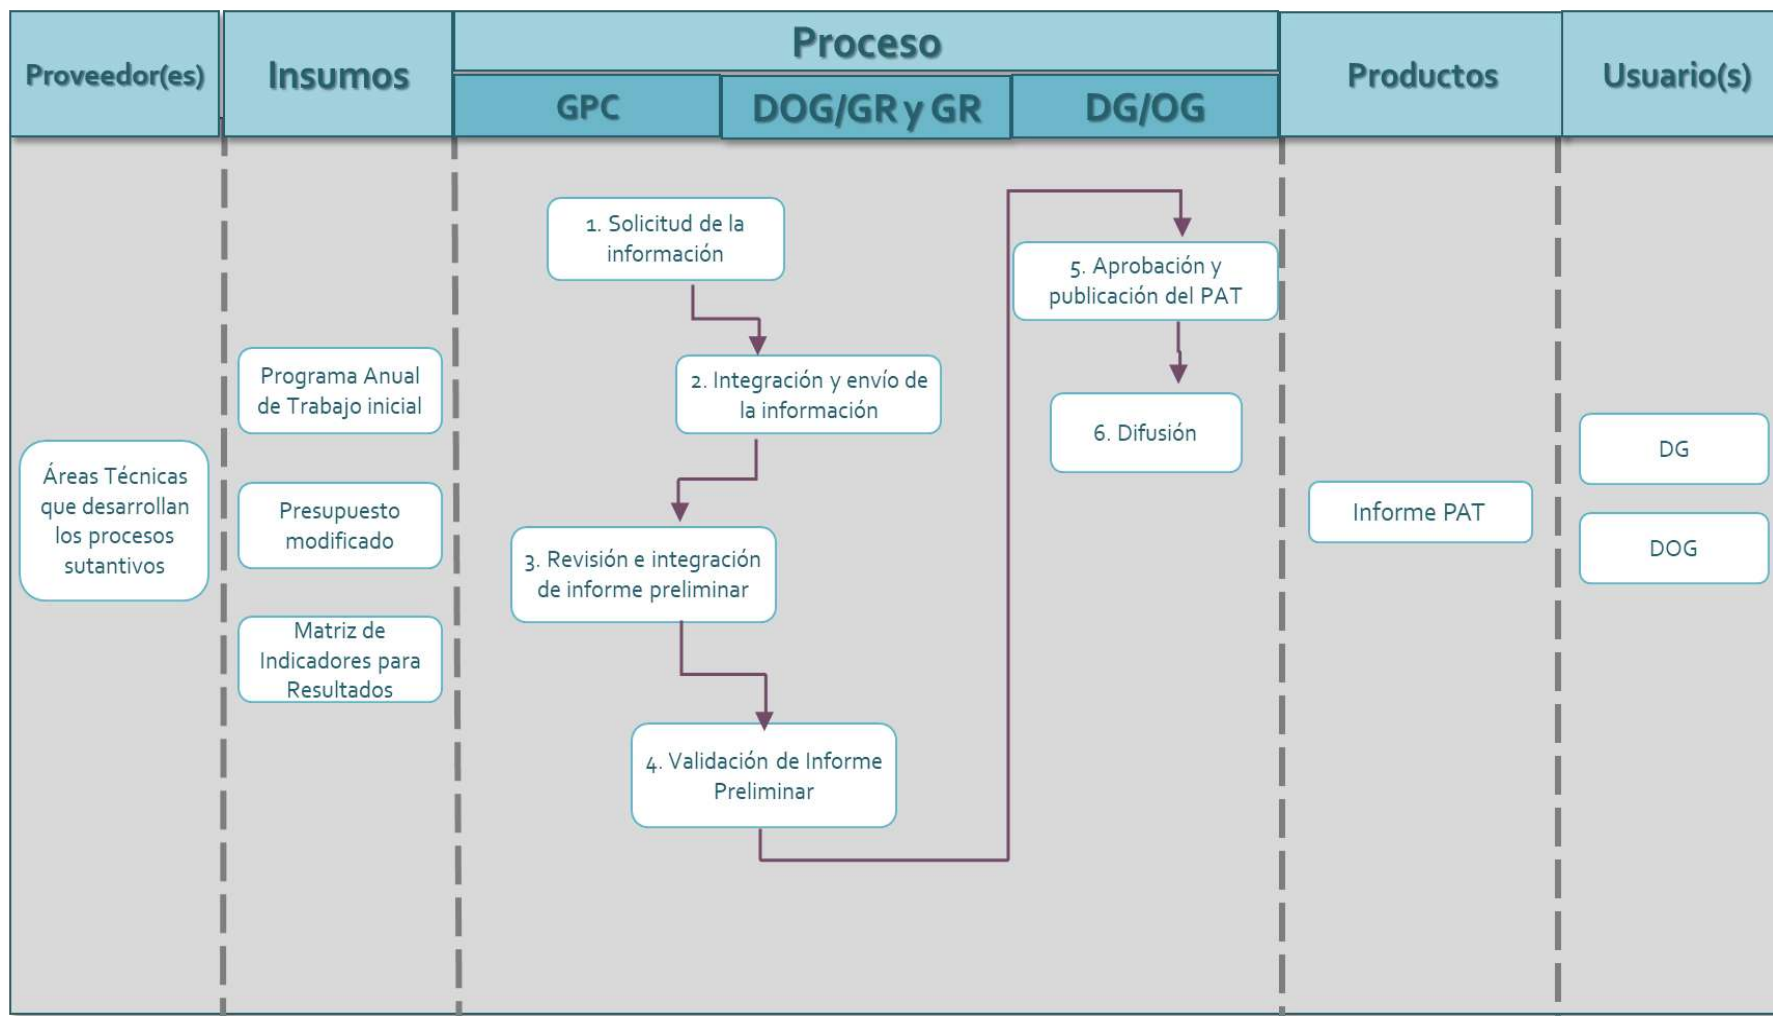 Proveedor(es)
Insumos
Proceso
GPC
DOG/GR y GR
DG/OG
Productos
Usuario(s)
Áreas Técnicas
que desarrollan
los procesos
sutantivos
Programa Anual
de Trabajo inicial
Presupuesto
modificado
Matriz de
Indicadores para
Resultados
1. Solicitud de la
información
2. Integración y envío de
la información
3. Revisión e integración
de informe preliminar
4. Validación de Informe
Preliminar
5. Aprobación y
publicación del PAT
6. Difusión
Informe PAT
DG
DOG